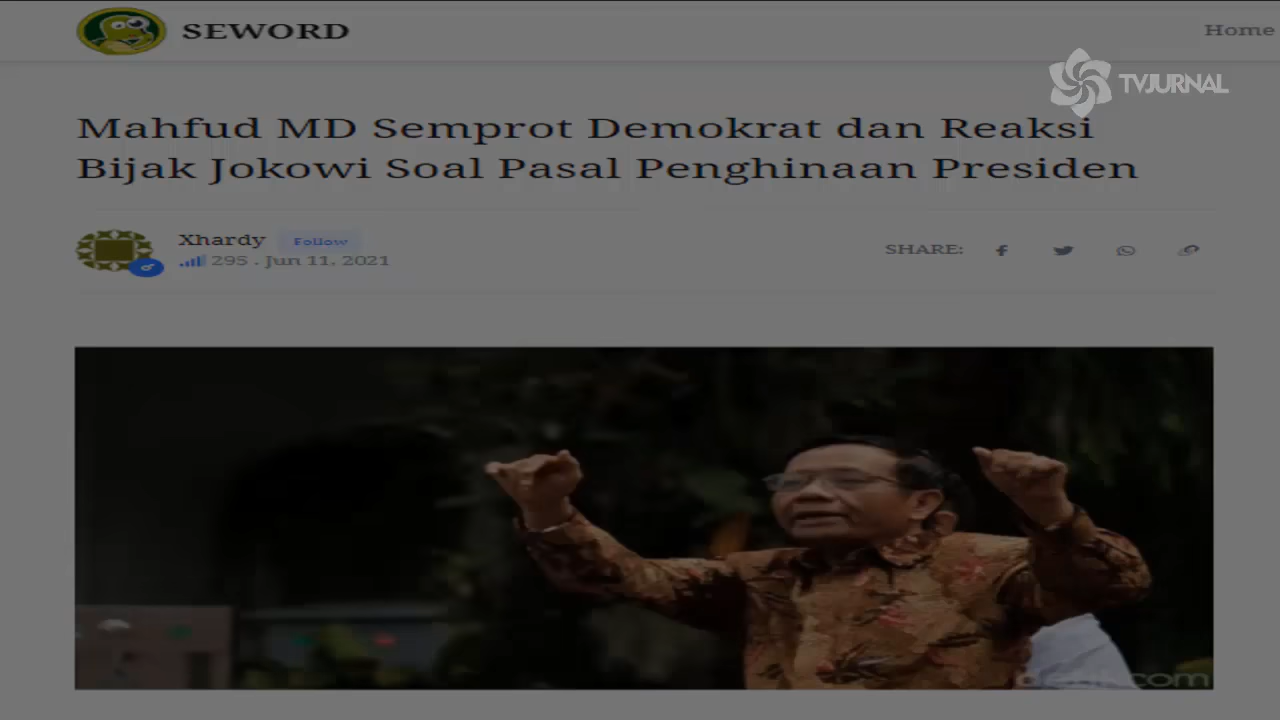 SEWORD
Home
TVJURNAL
Mahfud MD Semprot Demokrat dan Reaksi
Bijak Jokowi Soal Pasal Penghinaan Presiden
Xhardy Follow
295 . Jun 11, 2021
SHARE:
detikcom